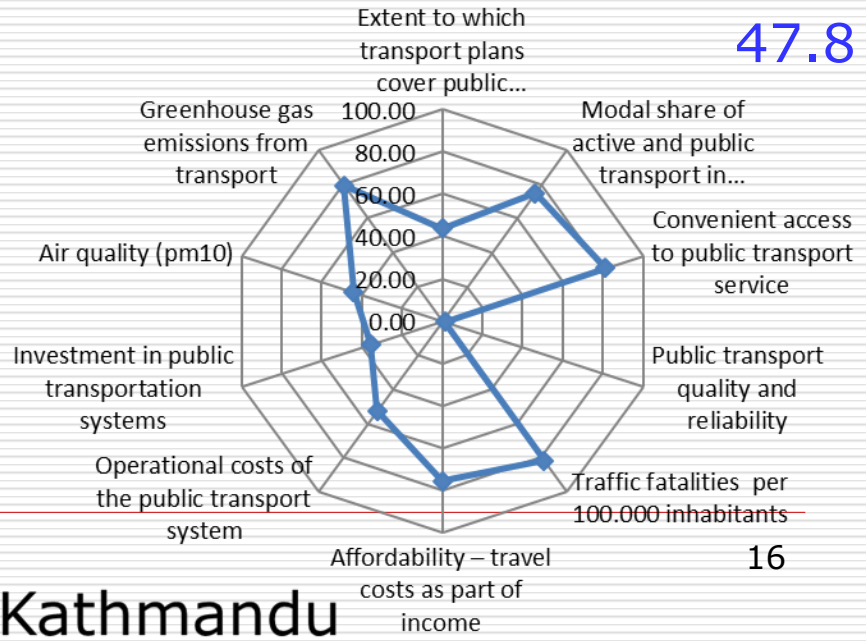 47.8
Extent to which
transport plans
cover public...
Modal share of
active and public
transport in...
Convenient access
to public transport
service
Public transport
quality and
reliability
Traffic fatalities per
100.000 inhabitants
Affordability – travel
costs as part of
income
Operational costs of
the public transport
system
Investment in public
transportation
systems
Air quality (pm10)
Greenhouse gas
emissions from
transport
100.00
80.00
60.00
40.00
20.00
0.00
16
Kathmandu